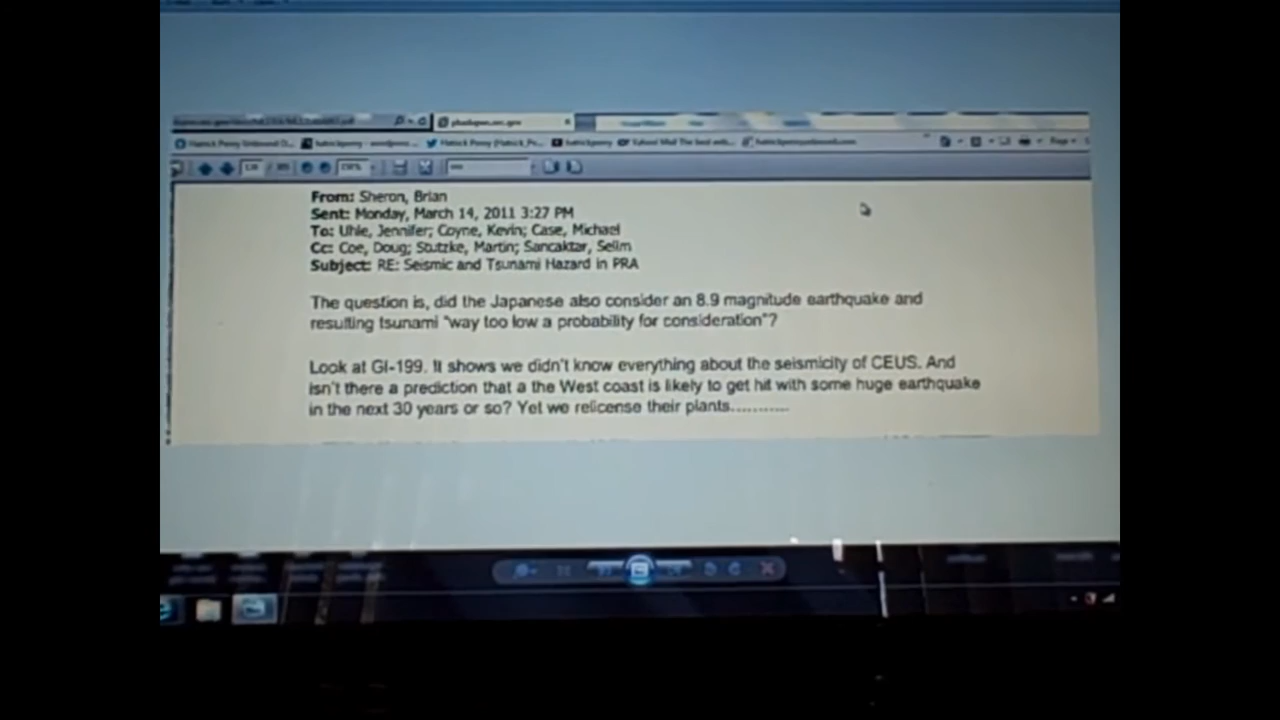 pbadupws.nrc.gov
From: Sheron, Brian
Sent: Monday, March 14, 2011 3:27 PM
To: Uhle, Jennifer; Coyne, Kevin; Case, Michael
Cc: Coe, Doug; Stutzke, Martin; Sancaktar, Selim
Subject: RE: Seismic and Tsunami Hazard in PRA
The question is, did the Japanese also consider an 8.9 magnitude earthquake and
resulting tsunami "way too low a probability for consideration"?
Look at GI-199. It shows we didn't know everything about the seismicity of CEUS. And
isn't there a prediction that a the West coast is likely to get hit with some huge earthquake
in the next 30 years or so? Yet we relicense their plants...........